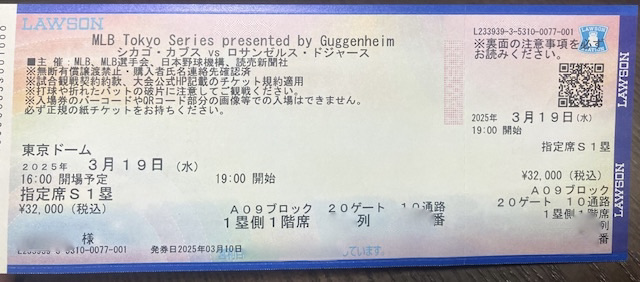 LAWSON
MLB Tokyo Series presented by Guggenheim
シカゴ・カブス vs ロサンゼルス・ドジャース
■主 催：MLB、MLB選手会、日本野球機構、読売新聞社
※無断有償譲渡禁止・購入者氏名連絡先確認済
※試合観戦契約約款、大会公式HP記載のチケット規約適用
※打球や折れたバットの破片に注意してご観戦ください。
※入場券のバーコードやQRコード部分の画像等での入場はできません。
必ず正規の紙チケットをお持ちください。
東京ドーム
2025年 3月19日（水）
16:00 開場予定 19:00 開始
指定席S1塁
¥32,000（税込）
A09ブロック 20ゲート 10通路
1塁側1階席 列 番
様
5310-0077-001 発券日2025年03月10日
L233939-3-5310-0077-001
※裏面の注意事項を必ず
お読みください。
LAWSON
2025年 3月19日（水）
19:00 開始
指定席S1塁
¥32,000（税込）
A09ブロック
20ゲート 10通路
1塁側1階席
列
番
LAWSON
LAWSON
LAWSON